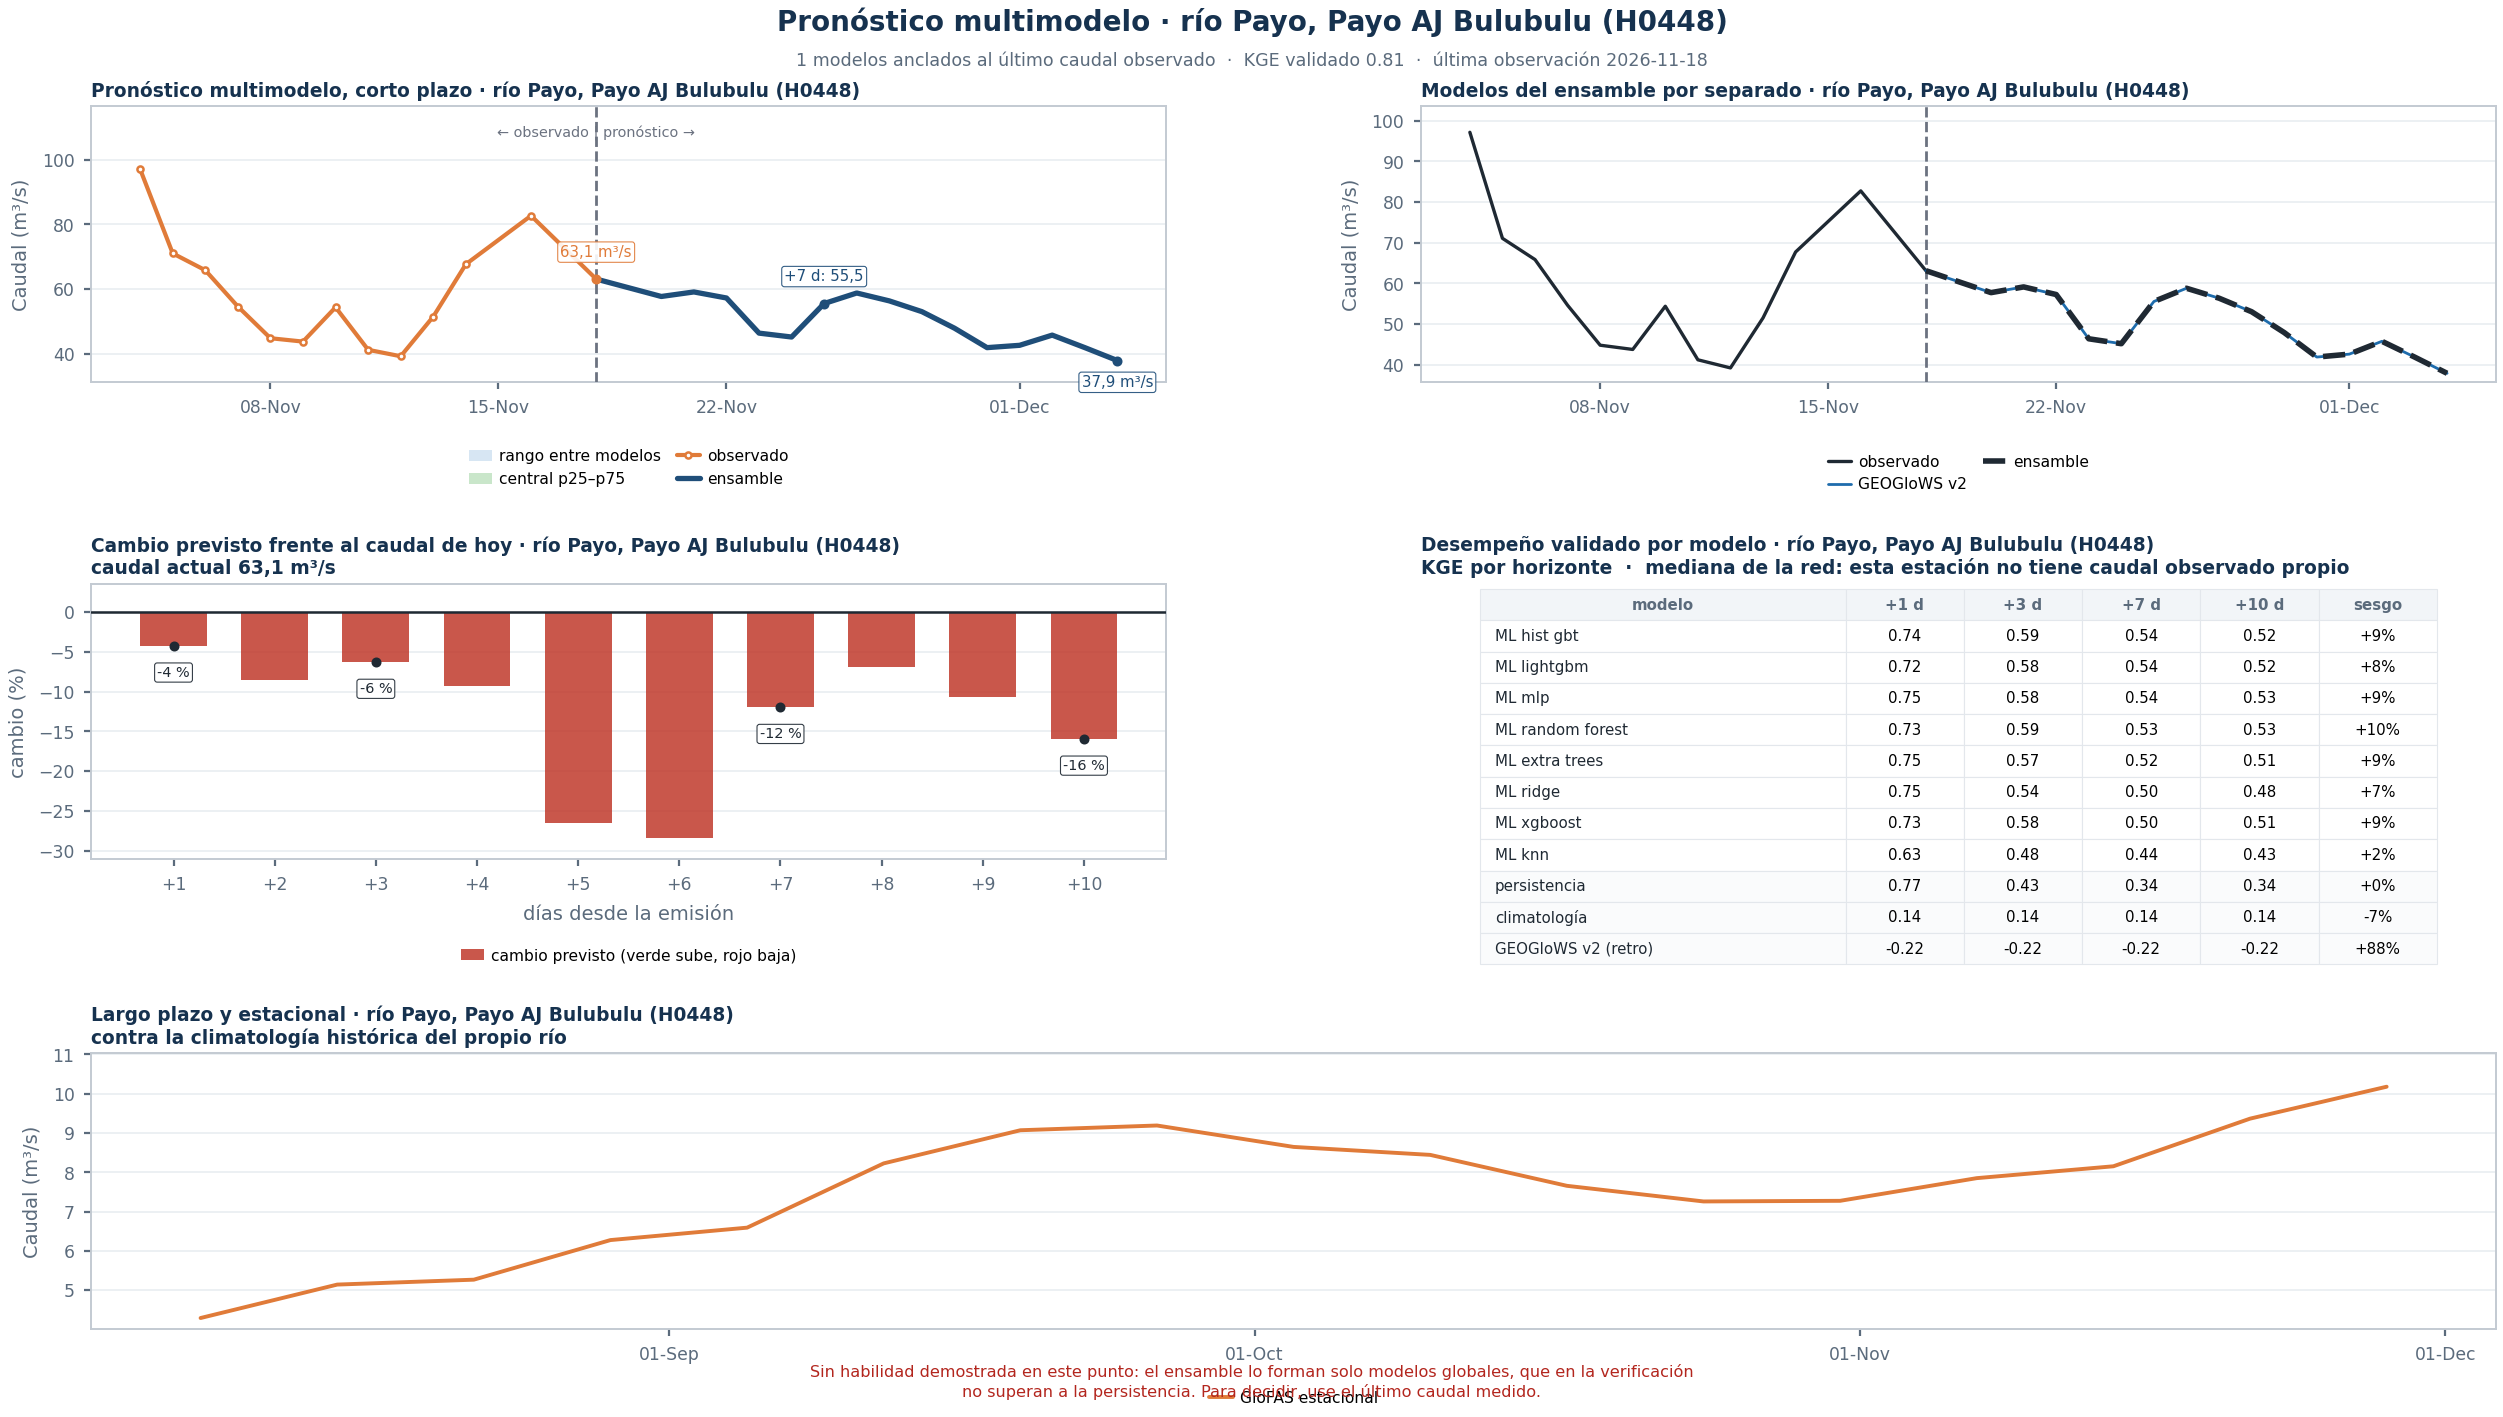 Pronóstico multimodelo · río Payo, Payo AJ Bulubulu (H0448)
1 modelos anclados al último caudal observado · KGE validado 0.81 · última observación 2026-11-18
Pronóstico multimodelo, corto plazo · río Payo, Payo AJ Bulubulu (H0448)
← observado pronóstico →
Caudal (m³/s)
100
80
60
40
63,1 m³/s
+7 d: 55,5
37,9 m³/s
08-Nov 15-Nov 22-Nov 01-Dec
rango entre modelos observado
central p25–p75 ensamble
Modelos del ensamble por separado · río Payo, Payo AJ Bulubulu (H0448)
Caudal (m³/s)
100
90
80
70
60
50
40
08-Nov 15-Nov 22-Nov 01-Dec
observado ensamble
GEOGloWS v2
Cambio previsto frente al caudal de hoy · río Payo, Payo AJ Bulubulu (H0448)
caudal actual 63,1 m³/s
cambio (%)
0
−5
−10
−15
−20
−25
−30
-4 %
-6 %
-12 %
-16 %
+1 +2 +3 +4 +5 +6 +7 +8 +9 +10
días desde la emisión
cambio previsto (verde sube, rojo baja)
Desempeño validado por modelo · río Payo, Payo AJ Bulubulu (H0448)
KGE por horizonte · mediana de la red: esta estación no tiene caudal observado propio
modelo +1 d +3 d +7 d +10 d sesgo
ML hist gbt 0.74 0.59 0.54 0.52 +9%
ML lightgbm 0.72 0.58 0.54 0.52 +8%
ML mlp 0.75 0.58 0.54 0.53 +9%
ML random forest 0.73 0.59 0.53 0.53 +10%
ML extra trees 0.75 0.57 0.52 0.51 +9%
ML ridge 0.75 0.54 0.50 0.48 +7%
ML xgboost 0.73 0.58 0.50 0.51 +9%
ML knn 0.63 0.48 0.44 0.43 +2%
persistencia 0.77 0.43 0.34 0.34 +0%
climatología 0.14 0.14 0.14 0.14 -7%
GEOGloWS v2 (retro) -0.22 -0.22 -0.22 -0.22 +88%
Largo plazo y estacional · río Payo, Payo AJ Bulubulu (H0448)
contra la climatología histórica del propio río
Caudal (m³/s)
11
10
9
8
7
6
5
01-Sep 01-Oct 01-Nov 01-Dec
Sin habilidad demostrada en este punto: el ensamble lo forman solo modelos globales, que en la verificación
no superan a la persistencia. Para decidir, use el último caudal medido.
GloFAS estacional